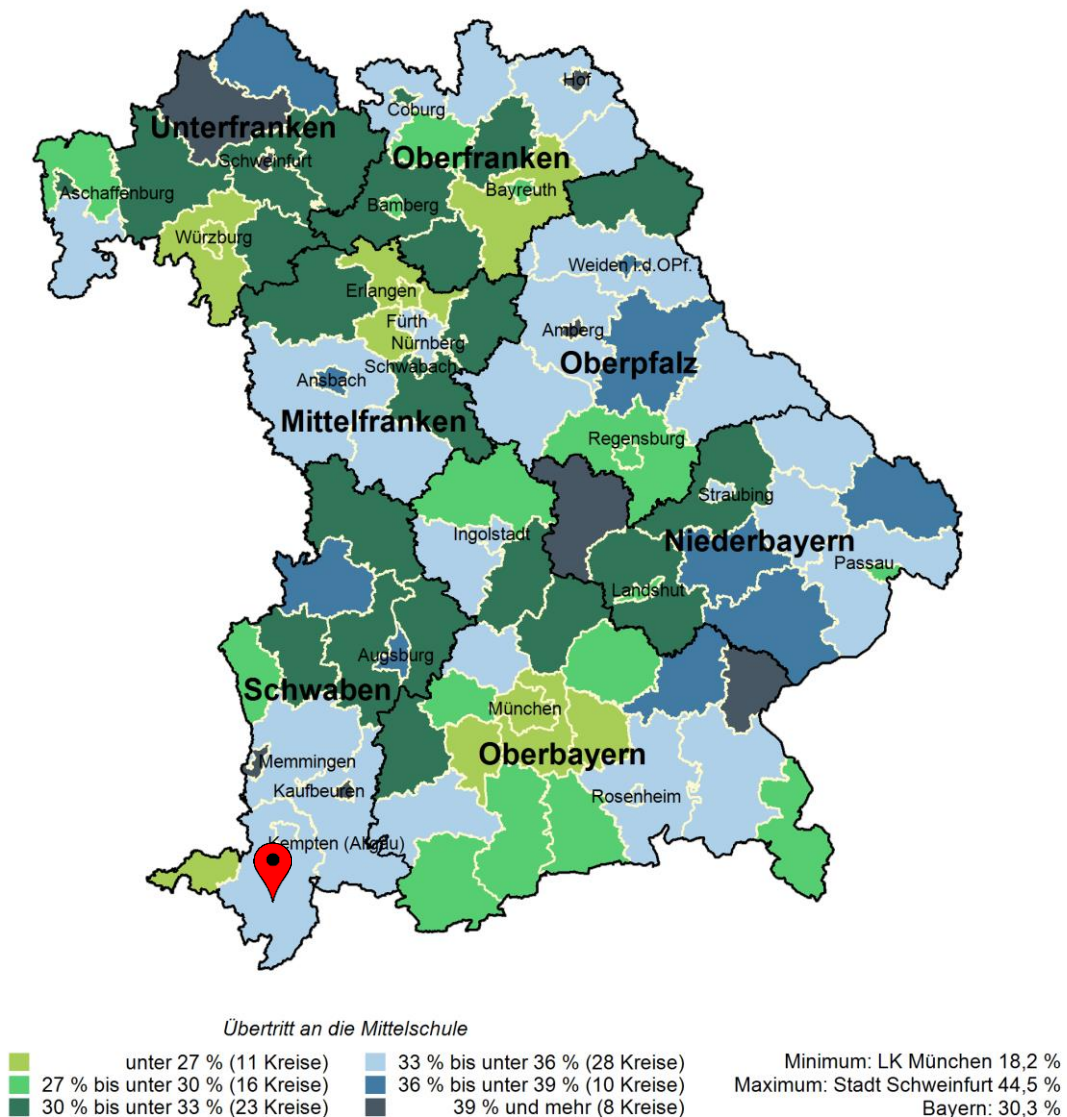 Hof
Coburg
Unterfranken
Schweinfurt
Oberfranken
Aschaffenburg
Bayreuth
Bamberg
Würzburg
Weiden i.d.OPf.
Erlangen
Fürth
Amberg
Nürnberg
Oberpfalz
Schwabach
Ansbach
Mittelfranken
Regensburg
Straubing
Ingolstadt
Niederbayern
Passau
Landshut
Augsburg
Schwaben
München
Oberbayern
Memmingen
Kaufbeuren
Rosenheim
Kempten (Allgäu)
Übertritt an die Mittelschule
unter 27 % (11 Kreise)
27 % bis unter 30 % (16 Kreise)
30 % bis unter 33 % (23 Kreise)
33 % bis unter 36 % (28 Kreise)
36 % bis unter 39 % (10 Kreise)
39 % und mehr (8 Kreise)
Minimum: LK München 18,2 %
Maximum: Stadt Schweinfurt 44,5 %
Bayern: 30,3 %